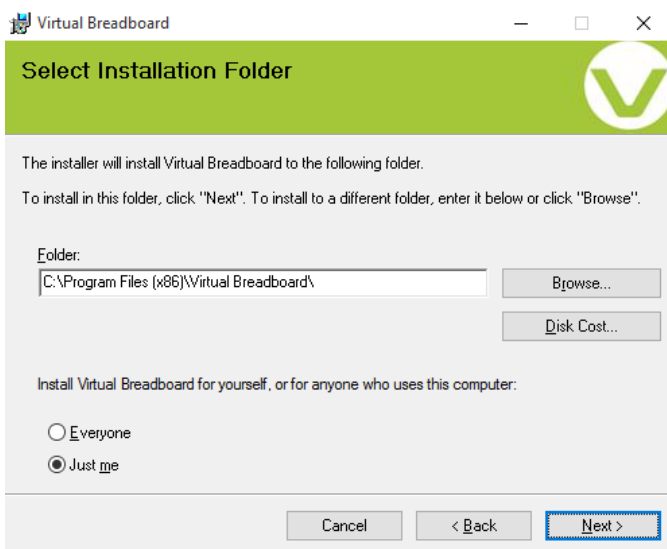 Virtual Breadboard
Select Installation Folder
The installer will install Virtual Breadboard to the following folder.
To install in this folder, click "Next". To install to a different folder, enter it below or click "Browse".
Folder:
C:\Program Files (x86)\Virtual Breadboard\
Browse...
Disk Cost...
Install Virtual Breadboard for yourself, or for anyone who uses this computer:
Everyone
Just me
Cancel
< Back
Next >